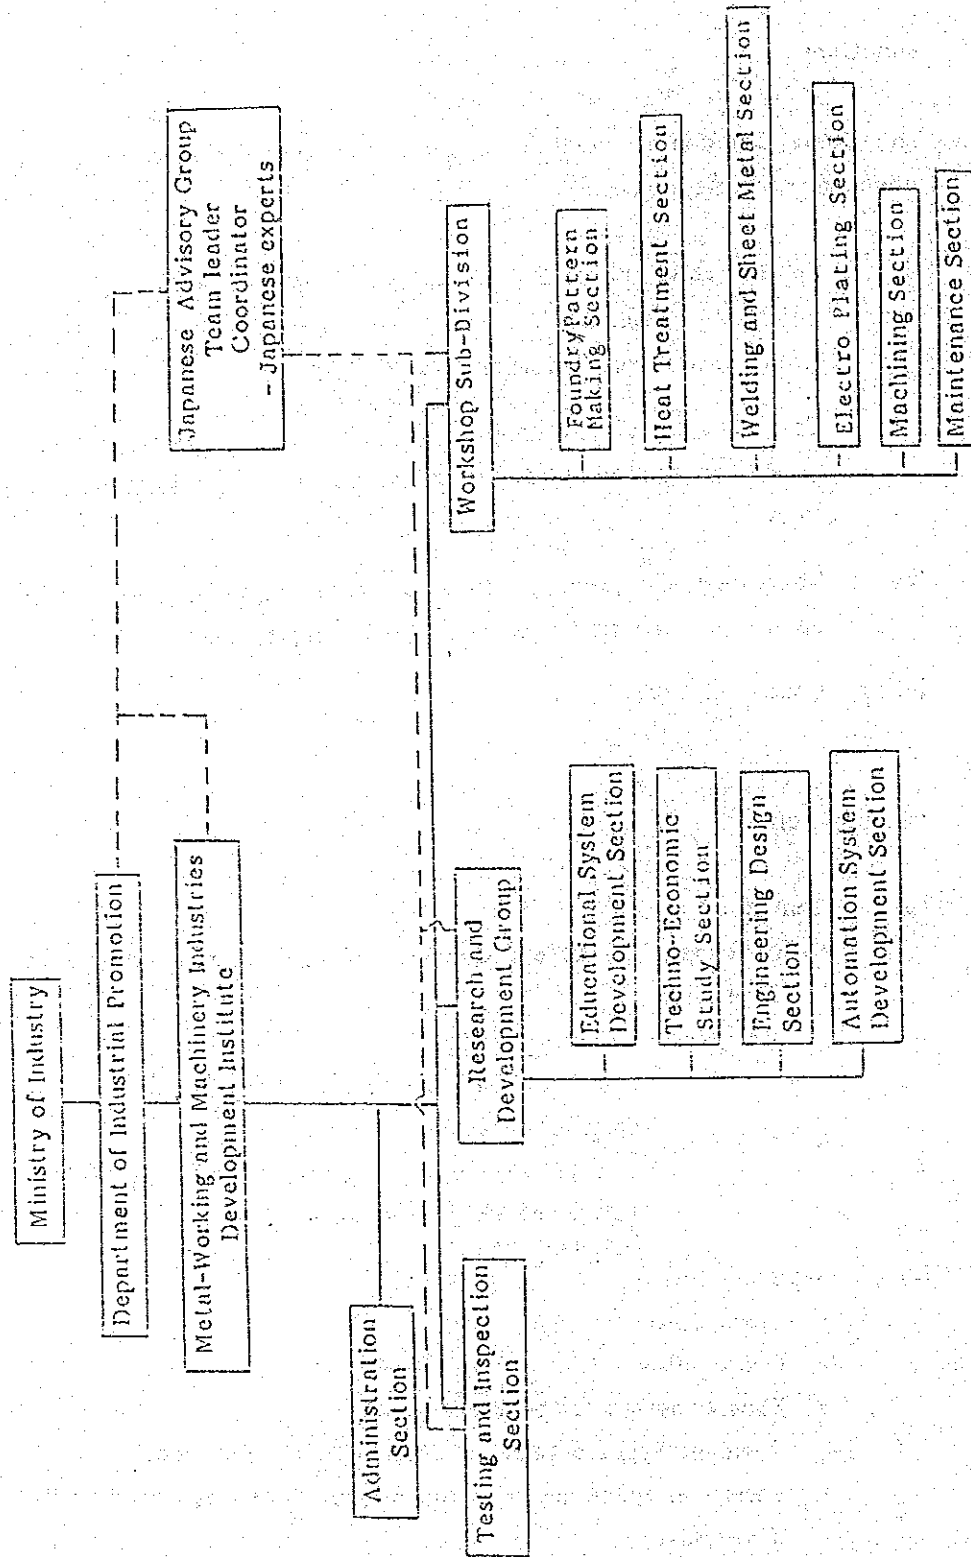 Ministry of Industry
Department of Industrial Promotion
Metal-Working and Machinery Industries
Development Institute
Japanese Advisory Group
Team leader
Coordinator
- Japanese experts
Administration
Section
Testing and Inspection
Section
Research and
Development Group
Educational System
Development Section
Techno-Economic
Study Section
Engineering Design
Section
Automation System
Development Section
Workshop Sub-Division
Foundry Pattern
Making Section
Heat Treatment Section
Welding and Sheet Metal Section
Electro Plating Section
Machining Section
Maintenance Section